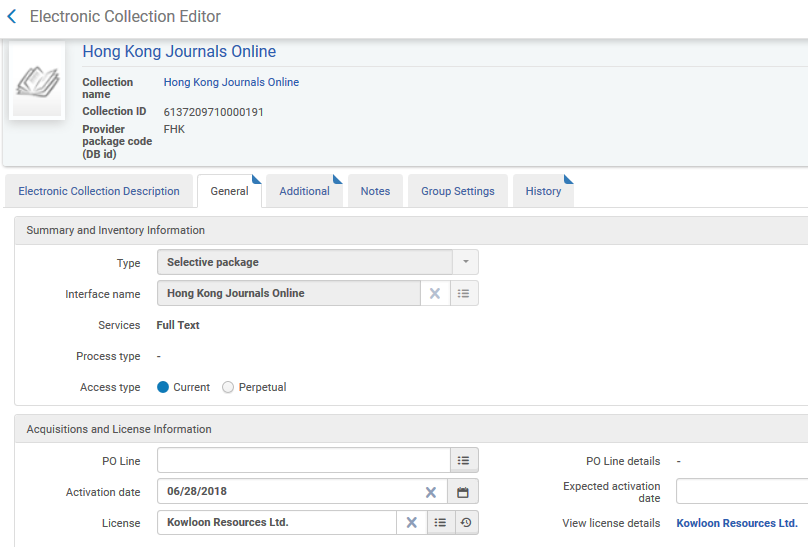 Electronic Collection Editor
Hong Kong Journals Online
Collection name Hong Kong Journals Online
Collection ID 6137209710000191
Provider package code (DB id) FHK
Electronic Collection Description General Additional Notes Group Settings History
Summary and Inventory Information
Type Selective package
Interface name Hong Kong Journals Online
Services Full Text
Process type -
Access type Current Perpetual
Acquisitions and License Information
PO Line PO Line details -
Activation date 06/28/2018 Expected activation date
License Kowloon Resources Ltd. View license details Kowloon Resources Ltd.